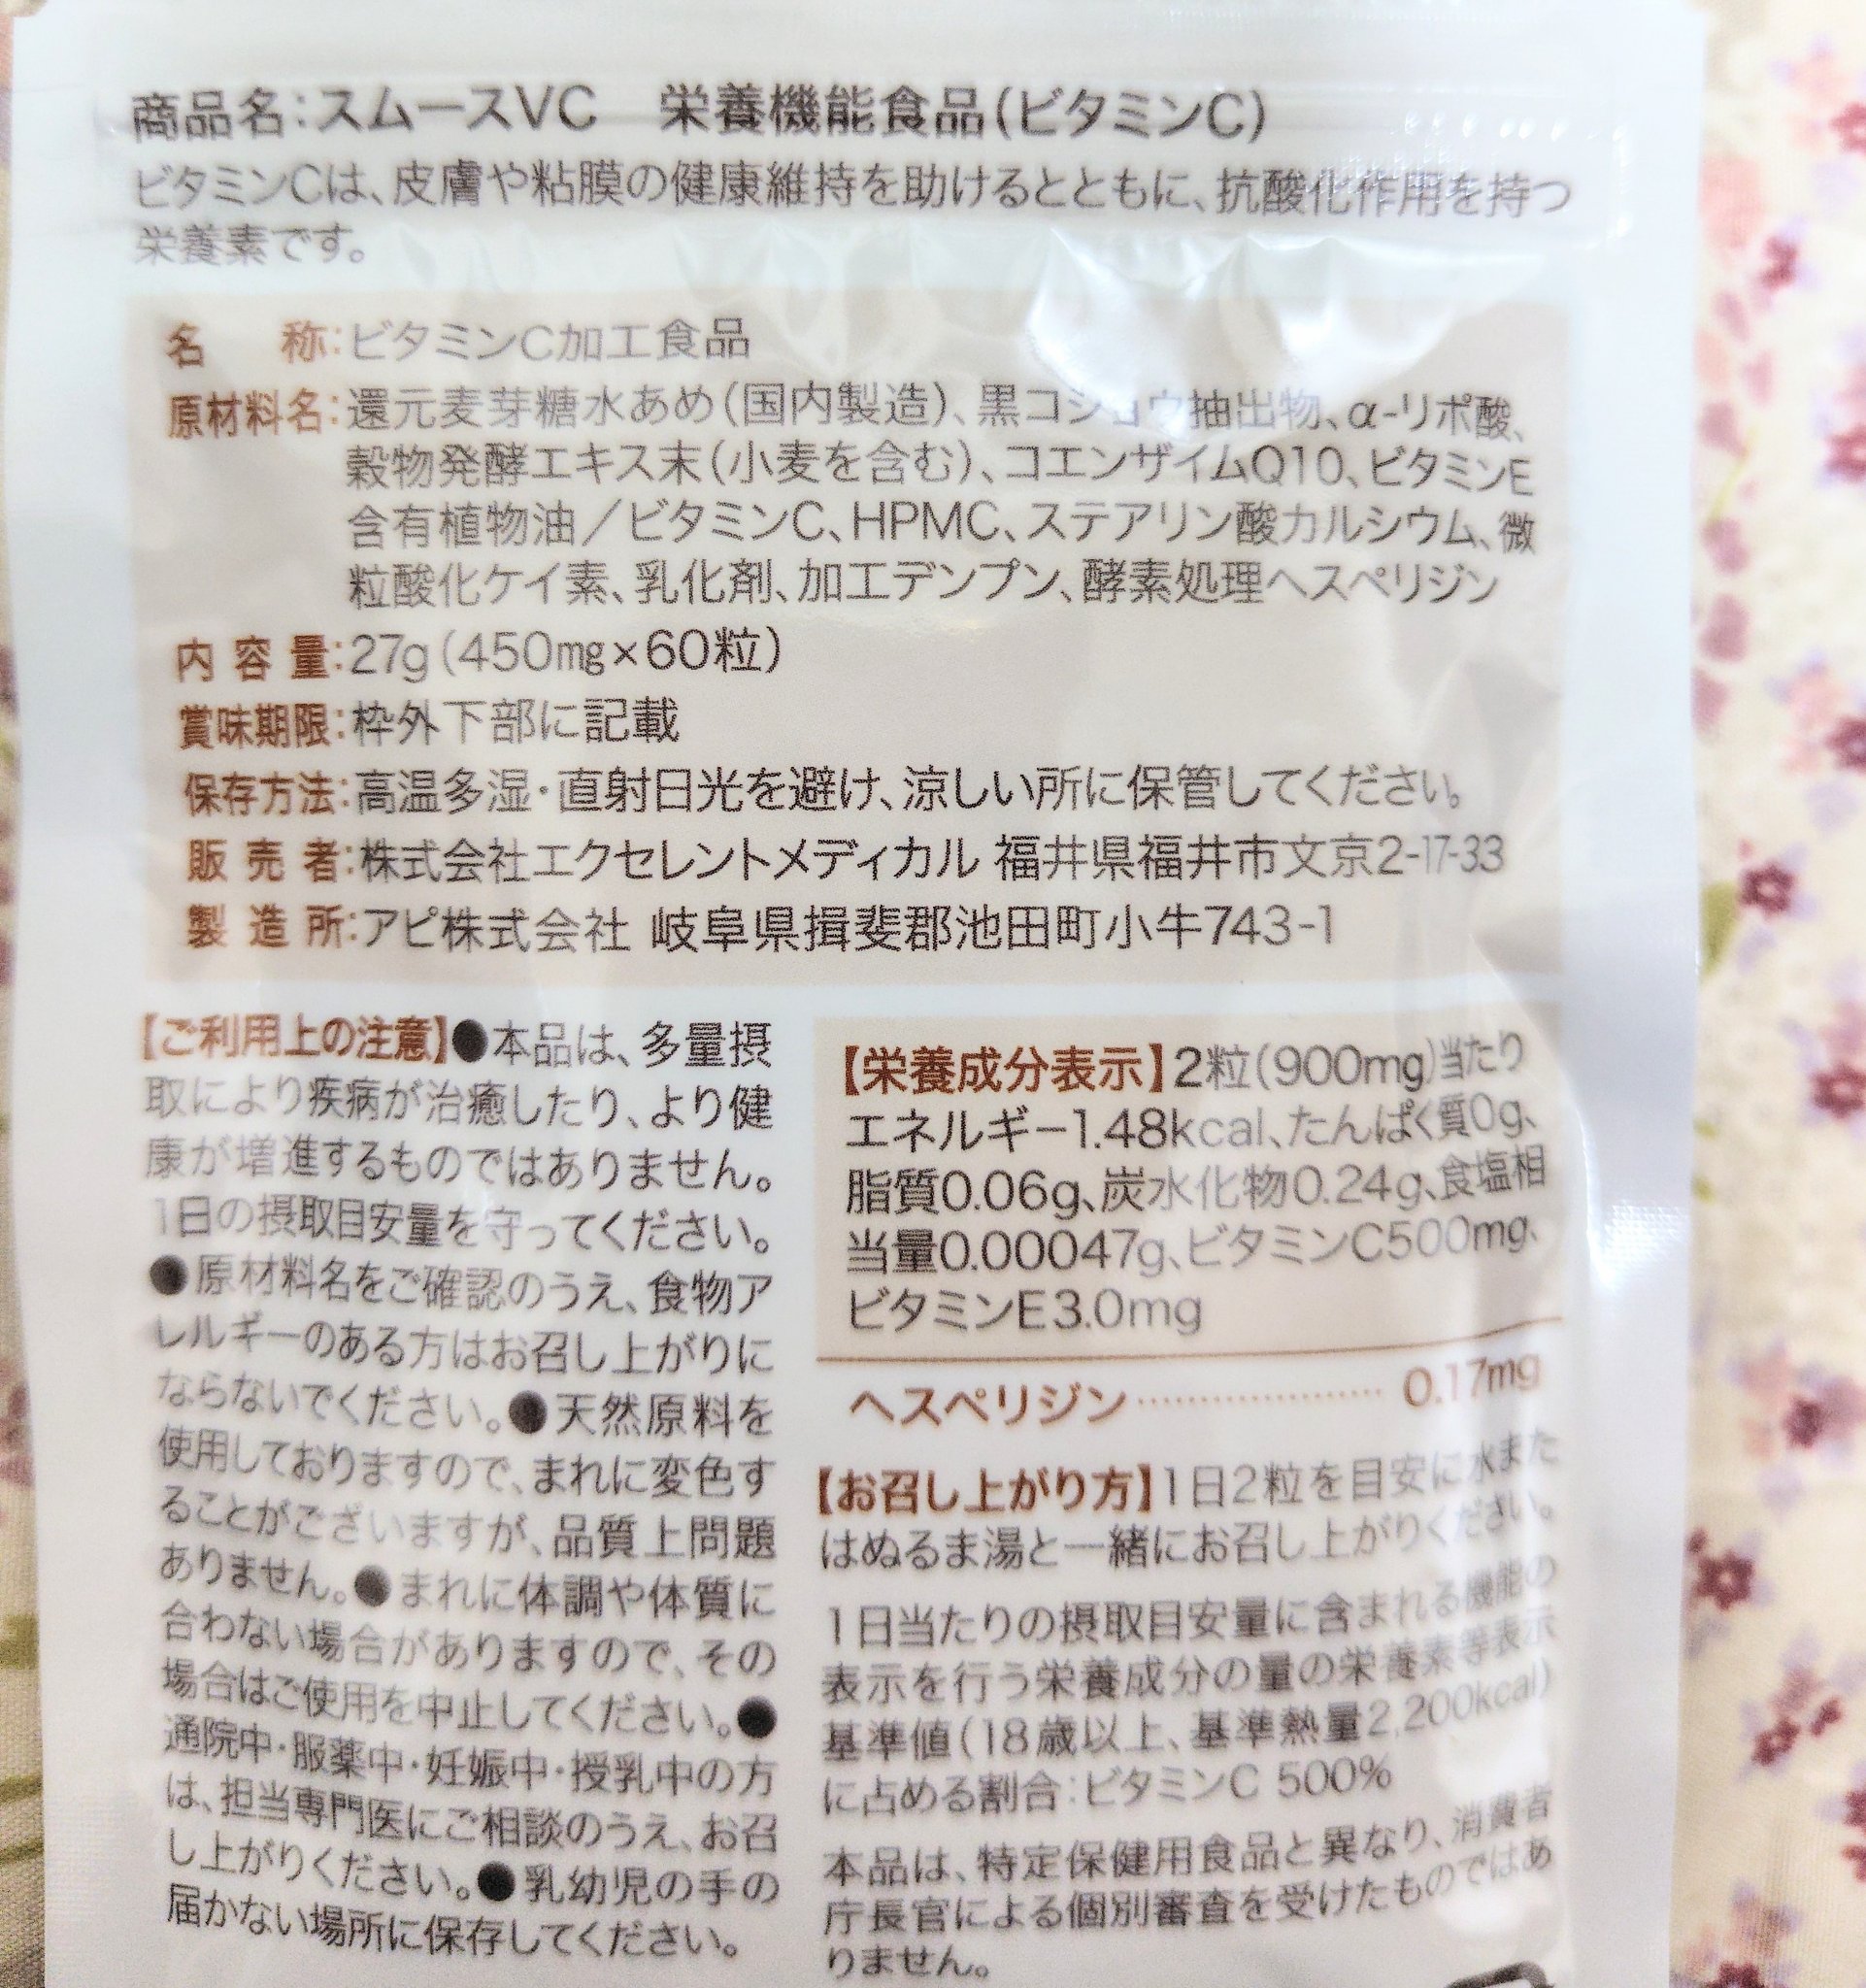 商品名:スムースVC 栄養機能食品(ビタミンC)
ビタミンCは、皮膚や粘膜の健康維持を助けるとともに、抗酸化作用を持つ
栄養素です。
名 称:ビタミンC加工食品
原材料名:還元麦芽糖水あめ(国内製造)、黒コショウ抽出物、α-リポ酸、
穀物発酵エキス末(小麦を含む)、コエンザイムQ10、ビタミンE
含有植物油/ビタミンC、HPMC、ステアリン酸カルシウム、微
粒酸化ケイ素、乳化剤、加工デンプン、酵素処理ヘスペリジン
内容量:27g(450mg×60粒)
賞味期限:枠外下部に記載
保存方法:高温多湿・直射日光を避け、涼しい所に保管してください。
販売者:株式会社エクセレントメディカル 福井県福井市文京2-17-33
製造所:アピ株式会社 岐阜県揖斐郡池田町小牛743-1
【ご利用上の注意】●本品は、多量摂
取により疾病が治癒したり、より健
康が増進するものではありません。
1日の摂取目安量を守ってください。
●原材料名をご確認のうえ、食物ア
レルギーのある方はお召し上がりに
ならないでください。●天然原料を
使用しておりますので、まれに変色す
ることがございますが、品質上問題
ありません。●まれに体調や体質に
合わない場合がありますので、その
場合はご使用を中止してください。●
通院中・服薬中・妊娠中・授乳中の方
は、担当専門医にご相談のうえ、お召
し上がりください。●乳幼児の手の
届かない場所に保存してください。
【栄養成分表示】2粒(900mg)当たり
エネルギー1.48kcal、たんぱく質0g、
脂質0.06g、炭水化物0.24g、食塩相
当量0.00047g、ビタミンC500mg、
ビタミンE3.0mg
ヘスペリジン………………0.17mg
【お召し上がり方】1日2粒を目安に水また
はぬるま湯と一緒にお召し上がりください。
1日当たりの摂取目安量に含まれる機能の
表示を行う栄養成分の量の栄養素等表示
基準値(18歳以上、基準熱量2,200kcal)
に占める割合:ビタミンC 500%
本品は、特定保健用食品と異なり、消費者
庁長官による個別審査を受けたものではあ
りません。